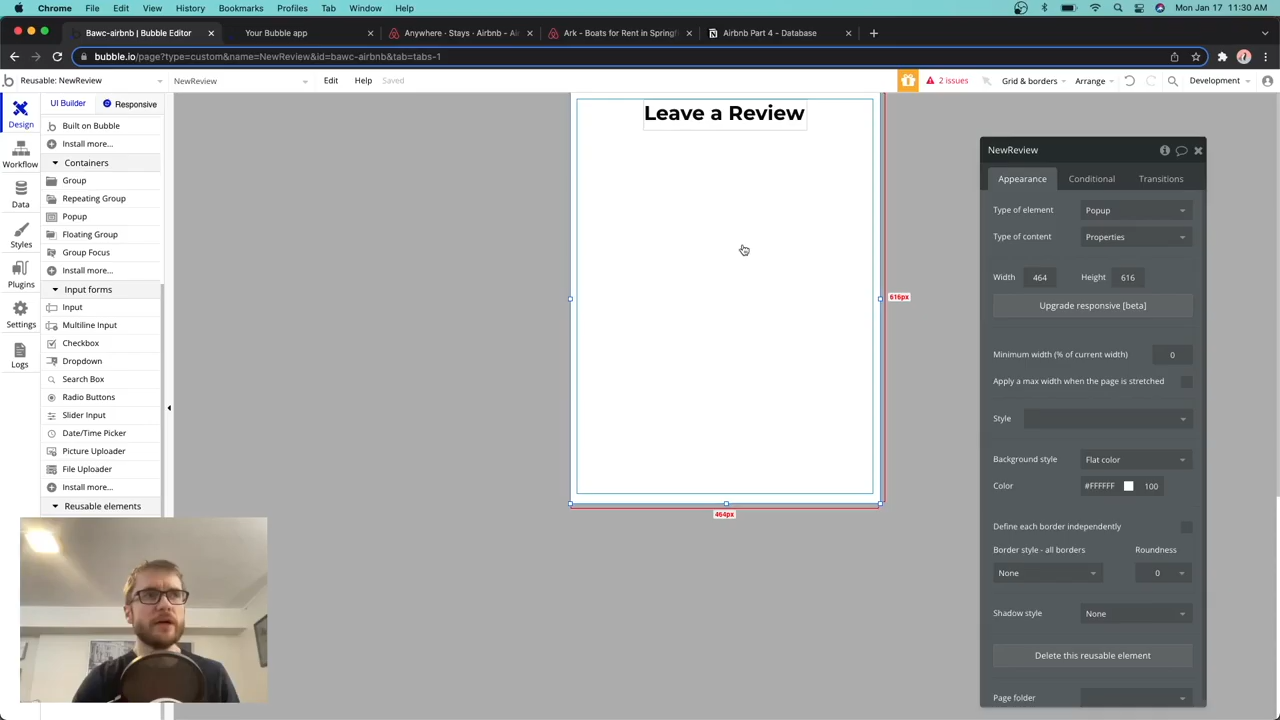 Chrome File Edit View History Bookmarks Profiles Tab Window Help Tue Jan 11 11:30 AM
Bawc-airbnb | Bubble Editor Your Bubble app Anywhere · Stays · Airbnb - Ai Ark - Boats for Rent in Springf Airbnb Part 4 - Database
bubble.io/page?type=custom&name=NewReview&id=bawc-airbnb&tab=tabs-1
Reusable: NewReview NewReview Edit Help Saved 2 issues Grid & borders Arrange Development
Design
Workflow
Data
Styles
Plugins
Settings
Logs
UI Builder Responsive
Built on Bubble
Install more...
Containers
Group
Repeating Group
Popup
Floating Group
Group Focus
Install more...
Input forms
Input
Multiline Input
Checkbox
Dropdown
Search Box
Radio Buttons
Slider Input
Date/Time Picker
Picture Uploader
File Uploader
Install more...
Reusable elements
Leave a Review
616px
464px
NewReview
Appearance Conditional Transitions
Type of element Popup
Type of content Properties
Width 464 Height 616
Upgrade responsive [beta]
Minimum width (% of current width) 0
Apply a max width when the page is stretched
Style
Background style Flat color
Color #FFFFFF 100
Define each border independently
Border style - all borders Roundness
None 0
Shadow style None
Delete this reusable element
Page folder